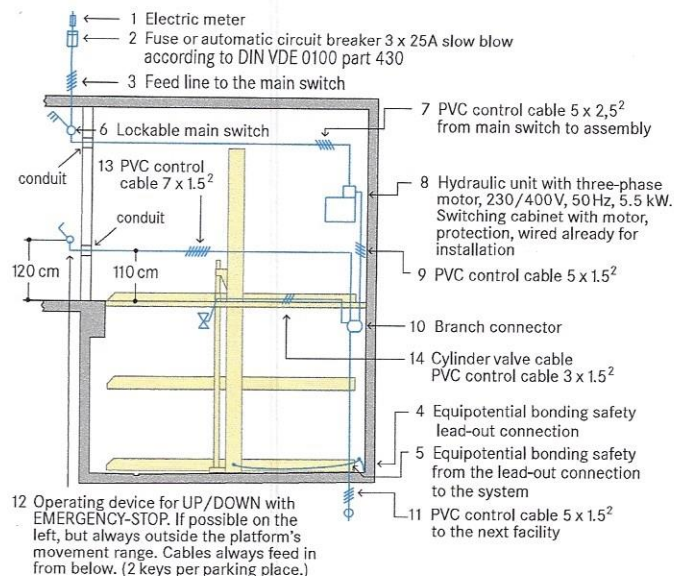 1 Electric meter
2 Fuse or automatic circuit breaker 3 x 25A slow blow
according to DIN VDE 0100 part 430
3 Feed line to the main switch
6 Lockable main switch
conduit
13 PVC control
cable 7 x 1.5²
conduit
120 cm
110 cm
7 PVC control cable 5 x 2,5²
from main switch to assembly
8 Hydraulic unit with three-phase
motor, 230/400V, 50Hz, 5.5 kW.
Switching cabinet with motor,
protection, wired already for
installation
9 PVC control cable 5 x 1.5²
10 Branch connector
14 Cylinder valve cable
PVC control cable 3 x 1.5²
4 Equipotential bonding safety
lead-out connection
5 Equipotential bonding safety
from the lead-out connection
to the system
11 PVC control cable 5 x 1.5²
to the next facility
12 Operating device for UP/DOWN with
EMERGENCY-STOP. If possible on the
left, but always outside the platform's
movement range. Cables always feed in
from below. (2 keys per parking place.)